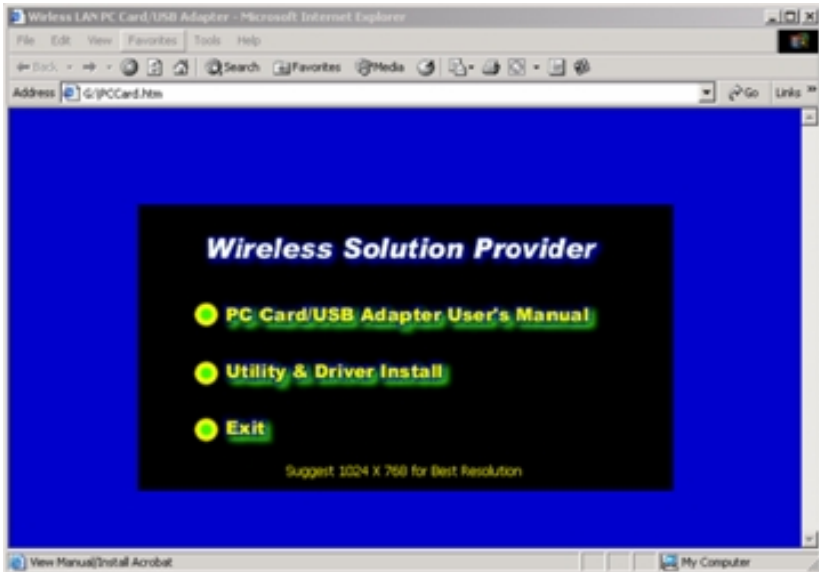 Wirless LAN PC Card/USB Adapter - Microsoft Internet Explorer
File Edit View Favorites Tools Help
Back Search Favorites Media
Address G:\PCCard.htm Go Links »
Wireless Solution Provider
PC Card/USB Adapter User's Manual
Utility & Driver Install
Exit
Suggest 1024 X 768 for Best Resolution
View Manual/Install Acrobat My Computer